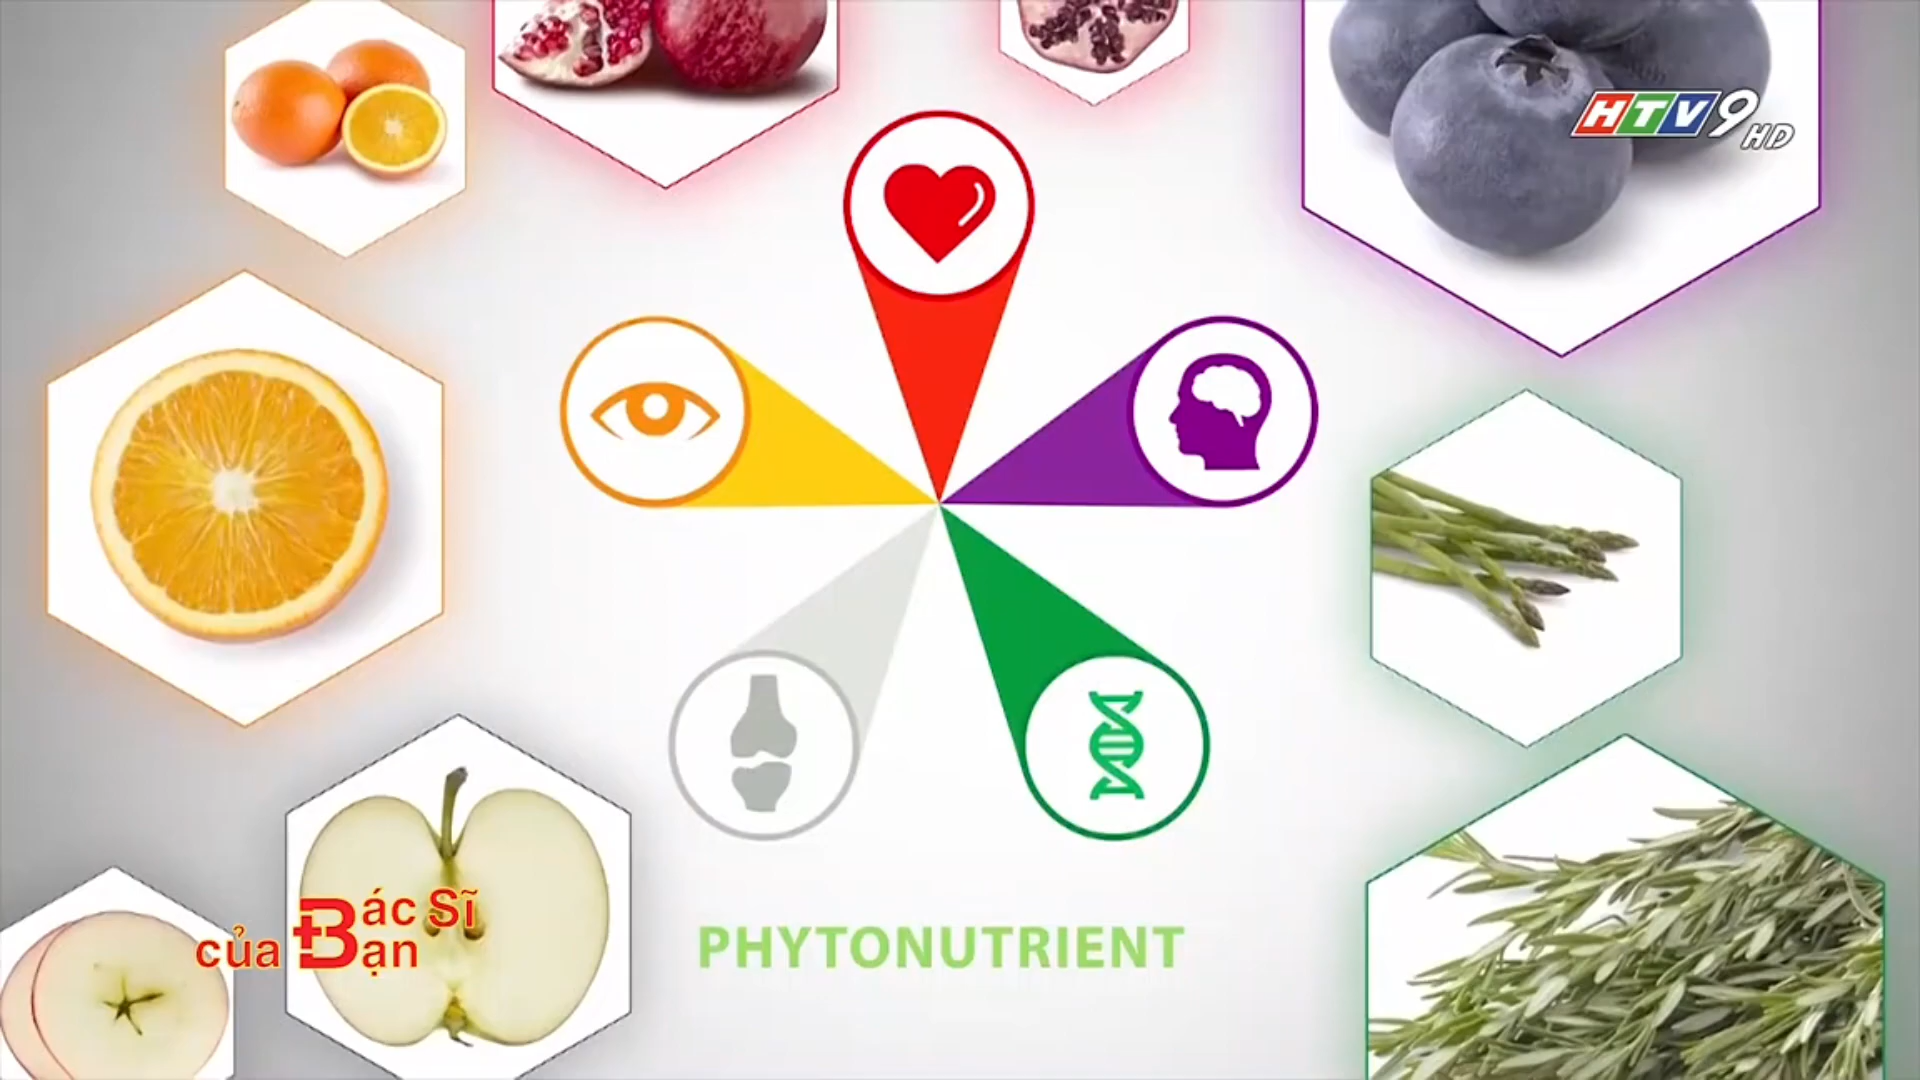 HTV9
HD
Bác Sĩ
của Bạn
PHYTONUTRIENT